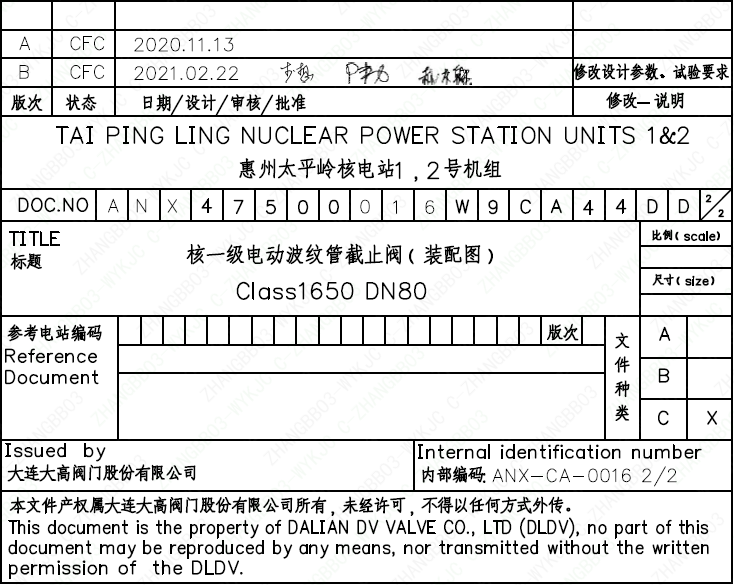 A CFC 2020.11.13
B CFC 2021.02.22 修改设计参数、试验要求
版次 状态 日期/设计/审核/批准 修改—说明
TAI PING LING NUCLEAR POWER STATION UNITS 1&2
惠州太平岭核电站1，2号机组
DOC.NO A N X 4 7 5 0 0 0 1 6 W 9 C A 4 4 D D 2/2
TITLE
标题
核一级电动波纹管截止阀(装配图)
Class1650 DN80
比例(scale)
尺寸(size)
参考电站编码
Reference
Document
版次
文件种类
A
B
C X
Issued by
大连大高阀门股份有限公司
Internal identification number
内部编码: ANX-CA-0016 2/2
本文件产权属大连大高阀门股份有限公司所有，未经许可，不得以任何方式外传。
This document is the property of DALIAN DV VALVE CO., LTD (DLDV), no part of this
document may be reproduced by any means, nor transmitted without the written
permission of the DLDV.